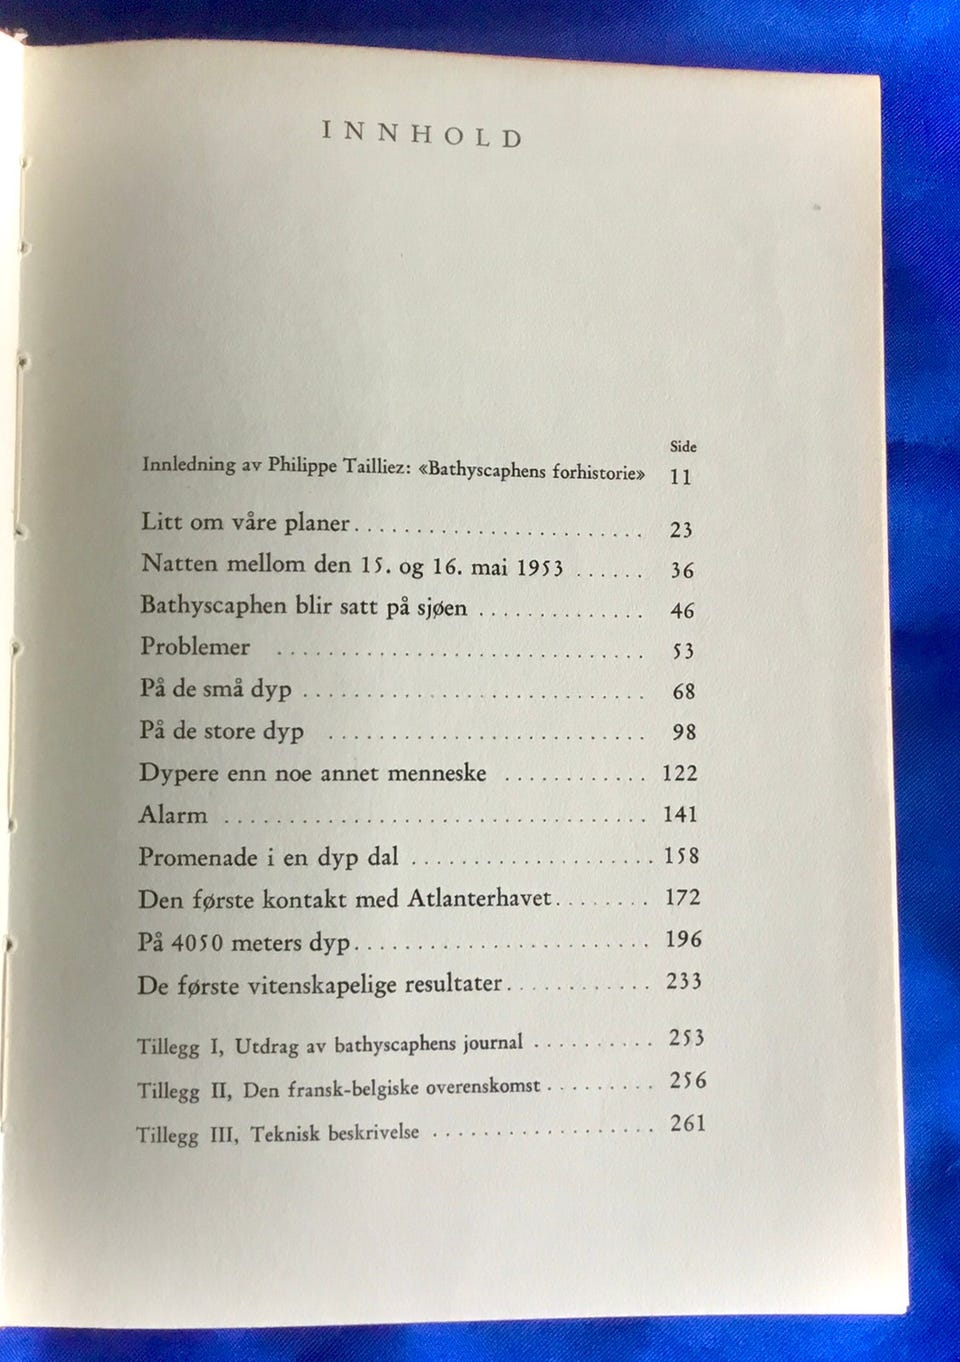 INNHOLD
Side
Innledning av Philippe Tailliez: «Bathyscaphens forhistorie» 11
Litt om våre planer....................... 23
Natten mellom den 15. og 16. mai 1953 ...... 36
Bathyscaphen blir satt på sjøen ............. 46
Problemer ............................. 53
På de små dyp ........................... 68
På de store dyp ......................... 98
Dypere enn noe annet menneske ........... 122
Alarm ................................. 141
Promenade i en dyp dal ................... 158
Den første kontakt med Atlanterhavet........ 172
På 4050 meters dyp....................... 196
De første vitenskapelige resultater............ 233
Tillegg I, Utdrag av bathyscaphens journal .......... 253
Tillegg II, Den fransk-belgiske overenskomst......... 256
Tillegg III, Teknisk beskrivelse .................. 261